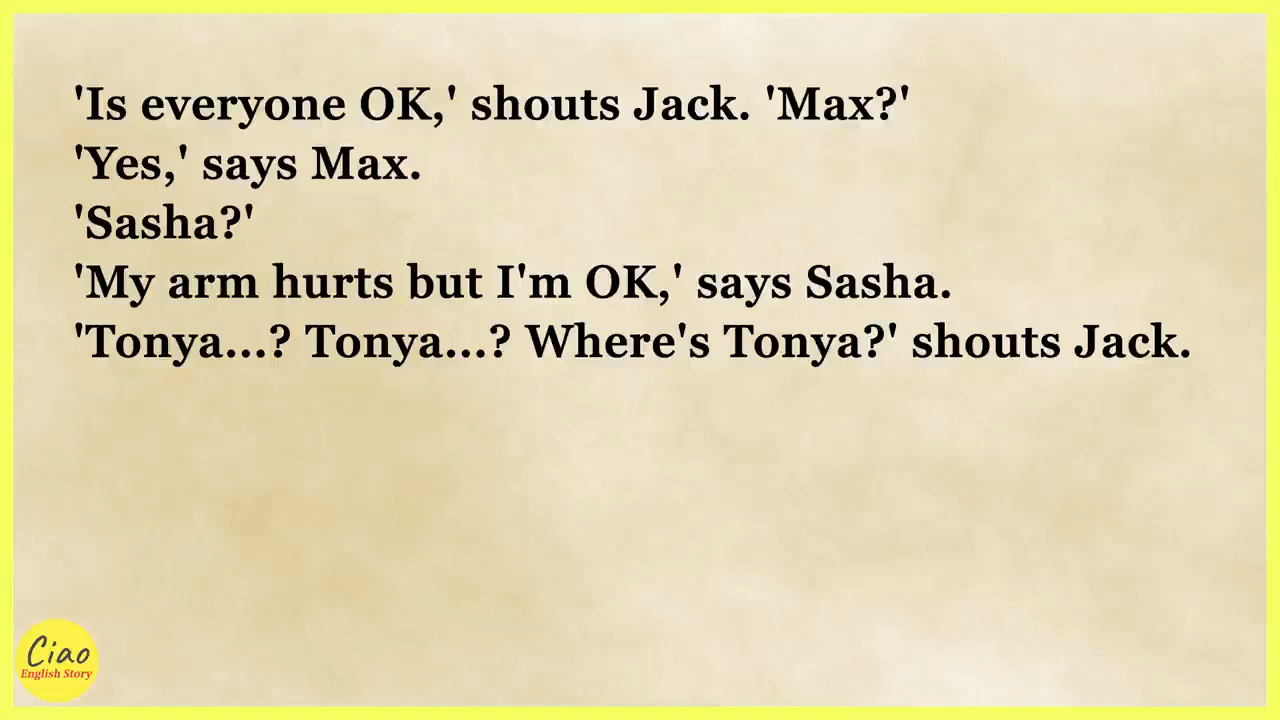 'Is everyone OK,' shouts Jack. 'Max?'
'Yes,' says Max.
'Sasha?'
'My arm hurts but I'm OK,' says Sasha.
'Tonya...? Tonya...? Where's Tonya?' shouts Jack.
Ciao
English Story